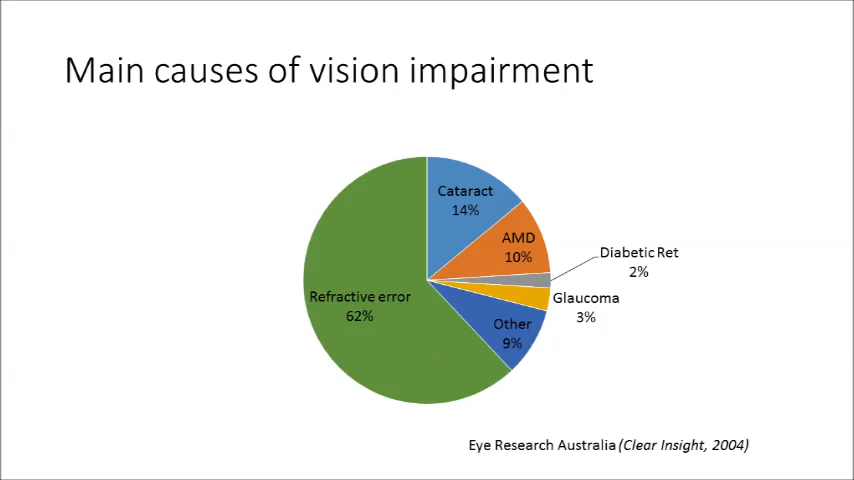 Main causes of vision impairment
Cataract
14%
AMD
10%
Diabetic Ret
2%
Glaucoma
3%
Other
9%
Refractive error
62%
Eye Research Australia (Clear Insight, 2004)